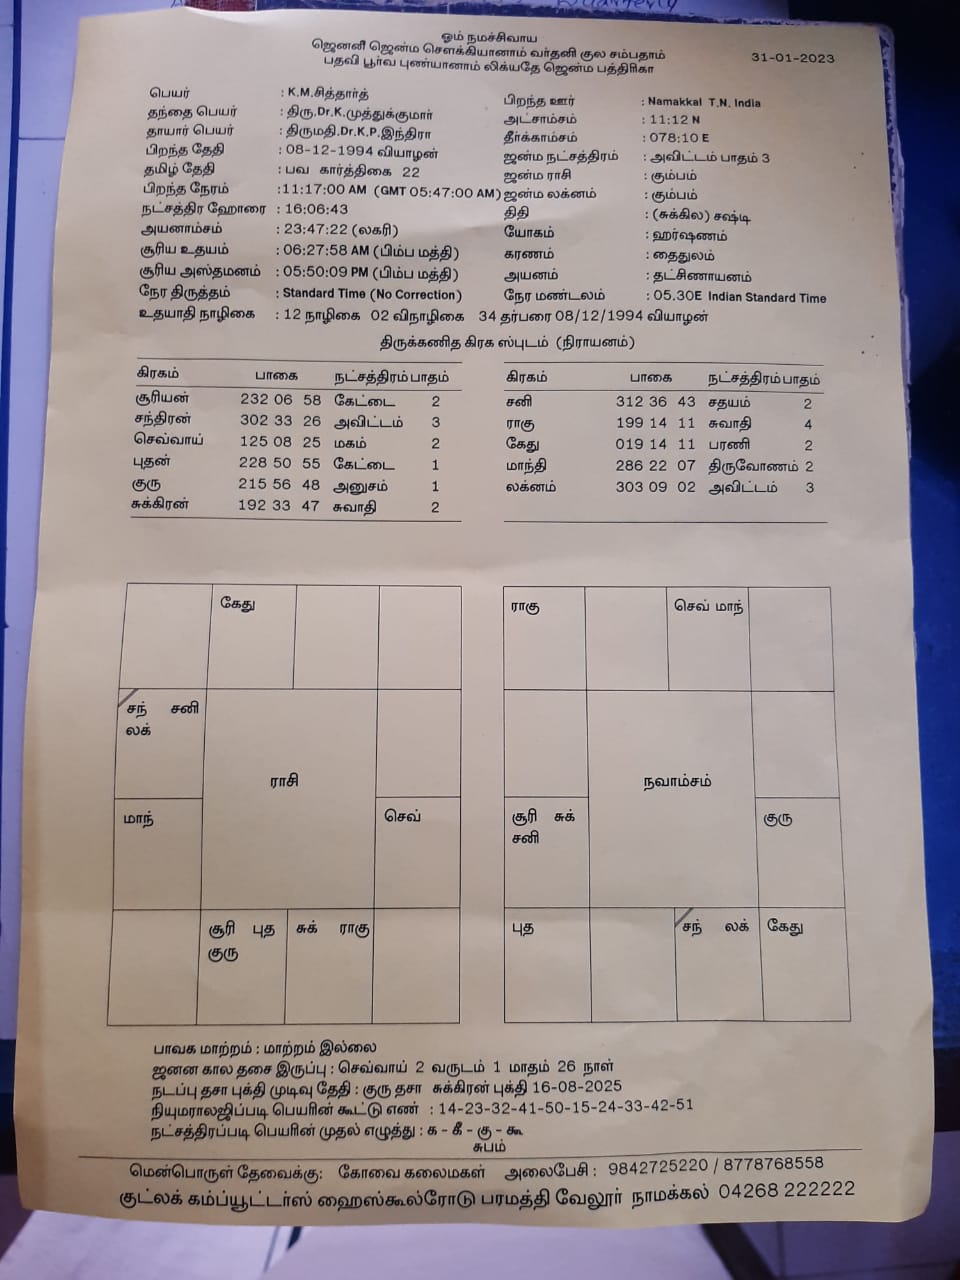 ஓம் நமச்சிவாய
ஜெனனீ ஜென்ம சௌக்கியானாம் வர்தனி குல சம்பதாம்
பதவி பூர்வ புண்யானாம் லிக்யதே ஜென்ம பத்திரிகா
31-01-2023
பெயர் : K.M.சித்தார்த்
தந்தை பெயர் : திரு.Dr.K.முத்துக்குமார்
தாயார் பெயர் : திருமதி.Dr.K.P.இந்திரா
பிறந்த தேதி : 08-12-1994 வியாழன்
தமிழ் தேதி : பவ கார்த்திகை 22
பிறந்த நேரம் :11:17:00 AM (GMT 05:47:00 AM)
நட்சத்திர ஹோரை : 16:06:43
அயனாம்சம் : 23:47:22 (லகரி)
சூரிய உதயம் : 06:27:58 AM (பிம்ப மத்தி)
சூரிய அஸ்தமனம் : 05:50:09 PM (பிம்ப மத்தி)
நேர திருத்தம் : Standard Time (No Correction)
பிறந்த ஊர் : Namakkal T.N. India
அட்சாம்சம் : 11:12 N
தீர்க்காம்சம் : 078:10 E
ஜன்ம நட்சத்திரம் : அவிட்டம் பாதம் 3
ஜன்ம ராசி : கும்பம்
ஜன்ம லக்னம் : கும்பம்
திதி : (சுக்கில) சஷ்டி
யோகம் : ஹர்ஷணம்
கரணம் : தைதுலம்
அயனம் : தட்சிணாயனம்
நேர மண்டலம் : 05.30E Indian Standard Time
உதயாதி நாழிகை : 12 நாழிகை 02 விநாழிகை 34 தர்பரை 08/12/1994 வியாழன்
திருக்கணித கிரக ஸ்புடம் (நிராயனம்)
கிரகம் பாகை நட்சத்திரம் பாதம்
சூரியன் 232 06 58 கேட்டை 2
சந்திரன் 302 33 26 அவிட்டம் 3
செவ்வாய் 125 08 25 மகம் 2
புதன் 228 50 55 கேட்டை 1
குரு 215 56 48 அனுசம் 1
சுக்கிரன் 192 33 47 சுவாதி 2
கிரகம் பாகை நட்சத்திரம் பாதம்
சனி 312 36 43 சதயம் 2
ராகு 199 14 11 சுவாதி 4
கேது 019 14 11 பரணி 2
மாந்தி 286 22 07 திருவோணம் 2
லக்னம் 303 09 02 அவிட்டம் 3
கேது
சந் சனி
லக்
ராசி
மாந்
செவ்
சூரி புத
குரு
சுக் ராகு
ராகு
செவ் மாந்
நவாம்சம்
சூரி சுக்
சனி
குரு
புத
சந் லக்
கேது
பாவக மாற்றம் : மாற்றம் இல்லை
ஜனன கால தசை இருப்பு : செவ்வாய் 2 வருடம் 1 மாதம் 26 நாள்
நடப்பு தசா புக்தி முடிவு தேதி : குரு தசா சுக்கிரன் புக்தி 16-08-2025
நியுமராலஜிப்படி பெயரின் கூட்டு எண் : 14-23-32-41-50-15-24-33-42-51
நட்சத்திரப்படி பெயரின் முதல் எழுத்து : க - கீ - கு - கூ
சுபம்
மென்பொருள் தேவைக்கு: கோவை கலைமகள் அலைபேசி : 9842725220 / 8778768558
குட்லக் கம்ப்யூட்டர்ஸ் ஹைஸ்கூல்ரோடு பரமத்தி வேலூர் நாமக்கல் 04268 222222